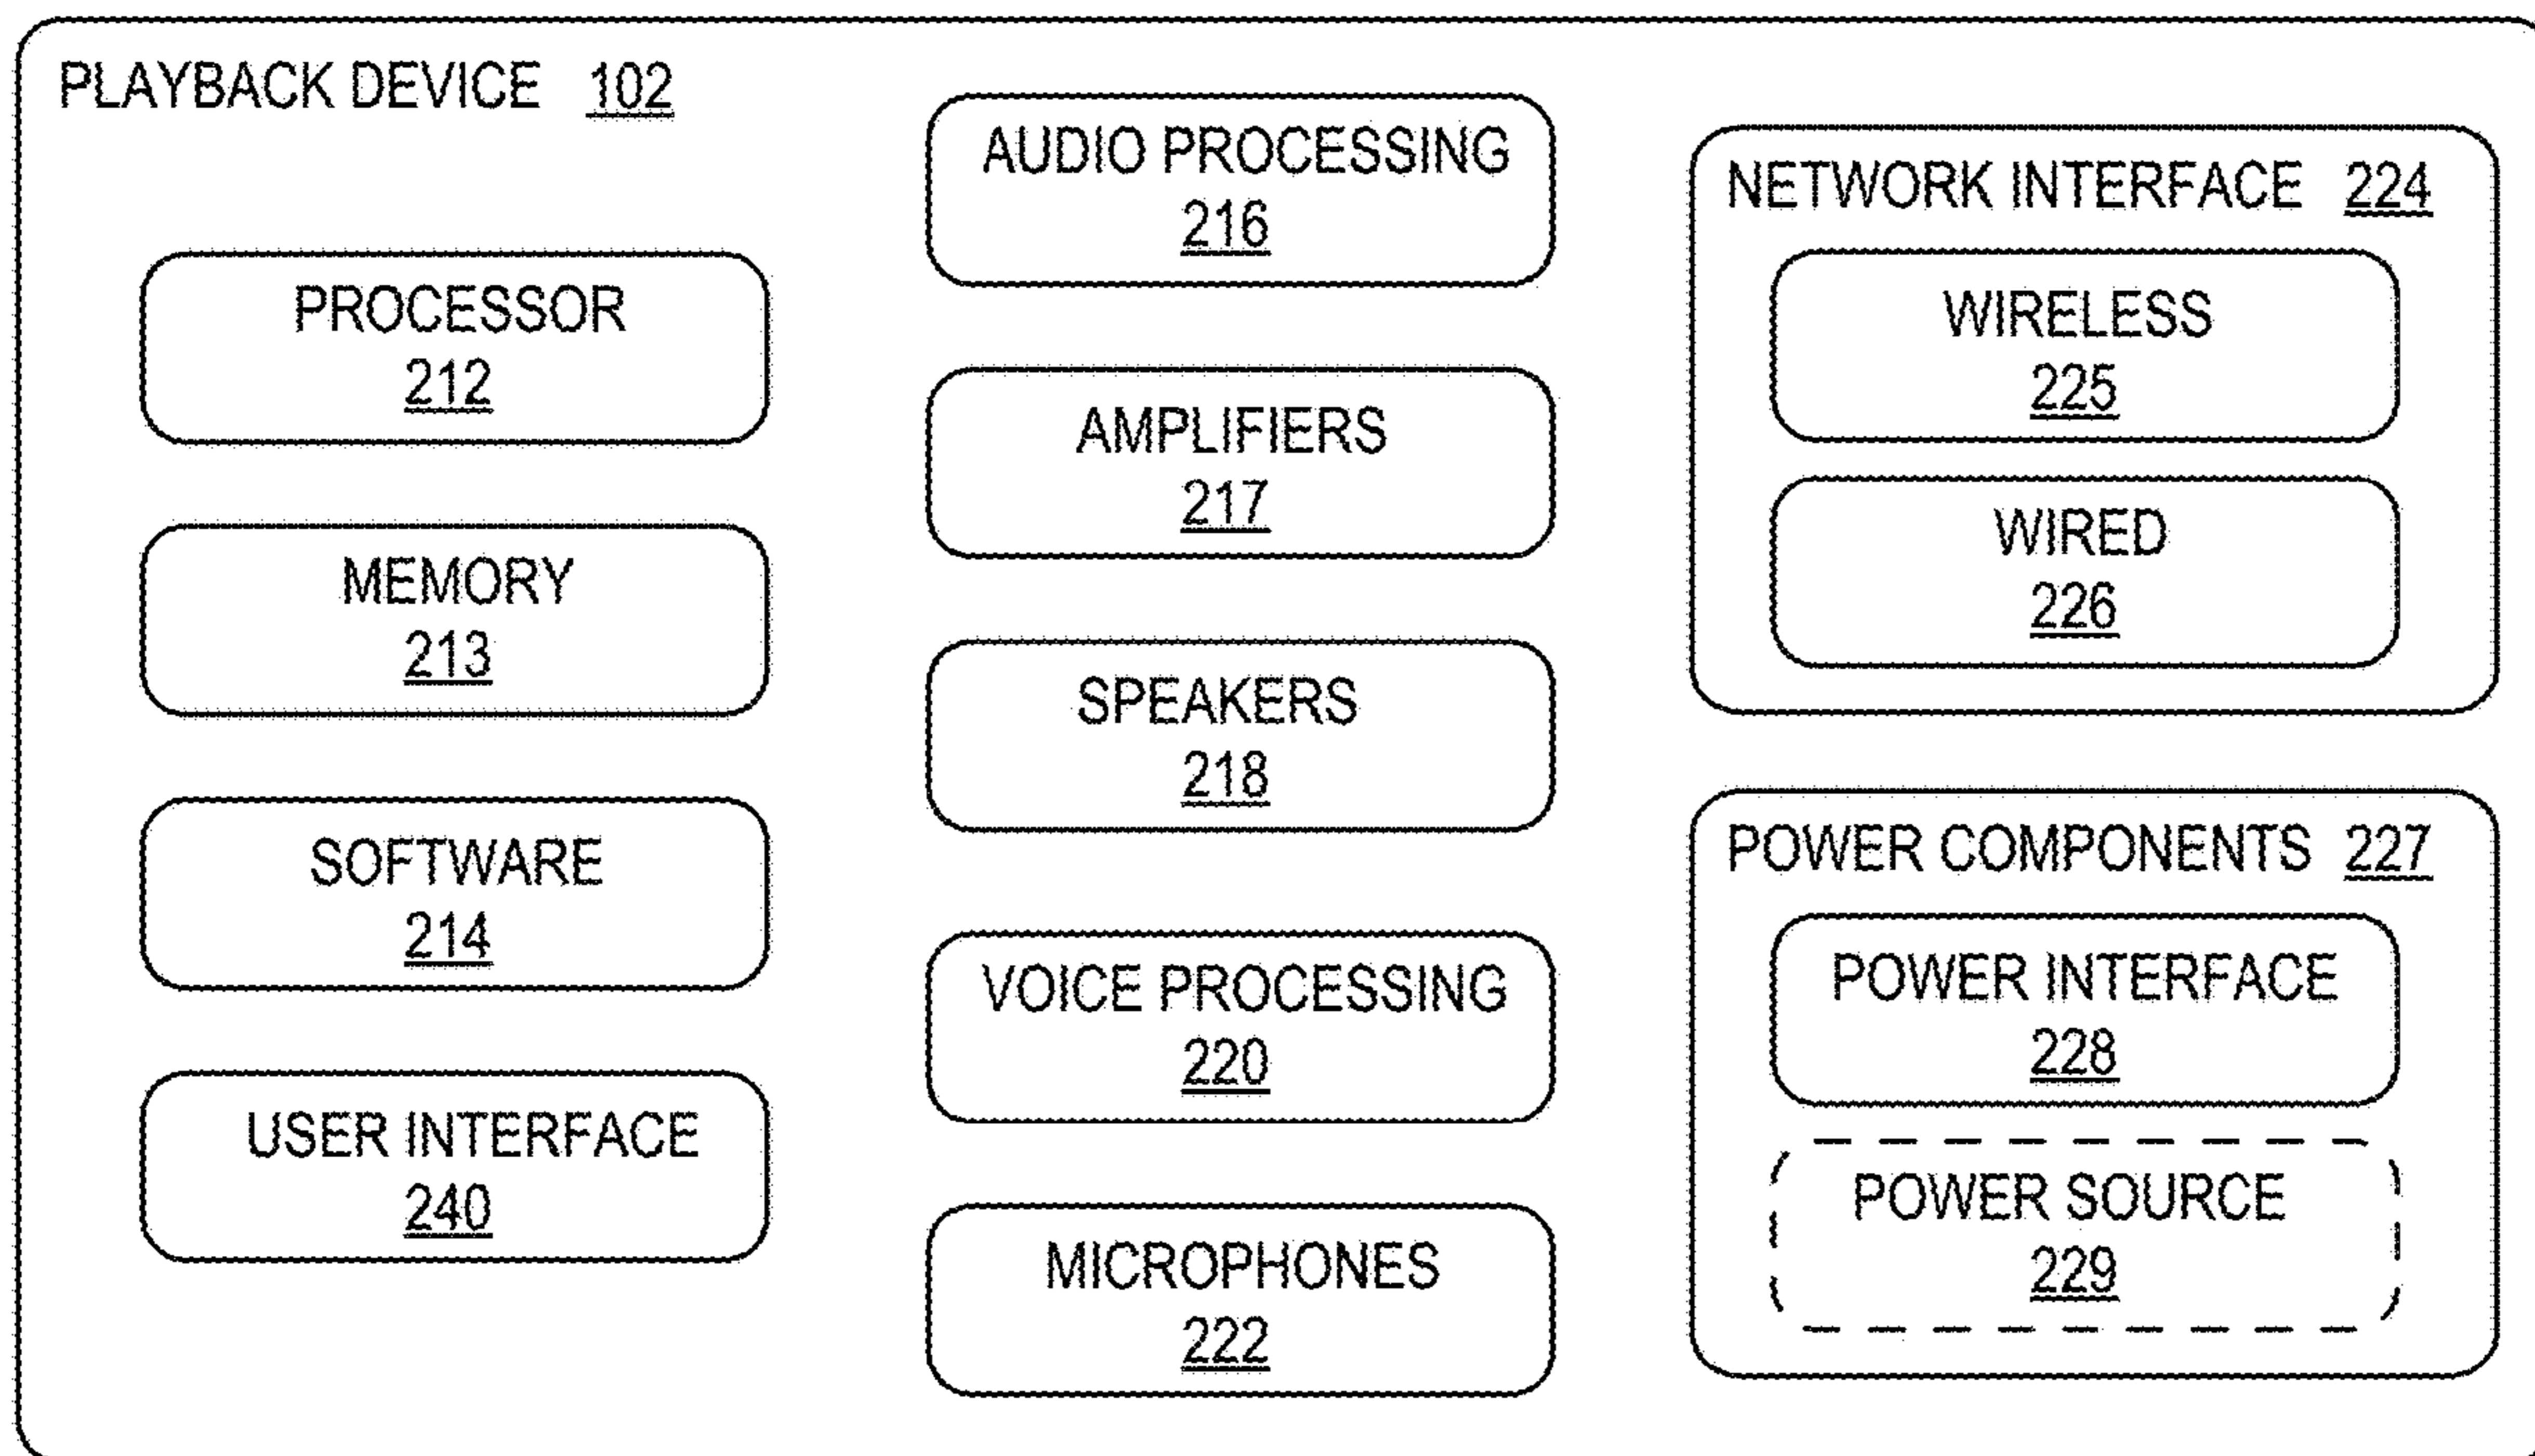 PLAYBACK DEVICE 102
PROCESSOR
212
MEMORY
213
SOFTWARE
214
USER INTERFACE
240
AUDIO PROCESSING
216
AMPLIFIERS
217
SPEAKERS
218
VOICE PROCESSING
220
MICROPHONES
222
NETWORK INTERFACE 224
WIRELESS
225
WIRED
226
POWER COMPONENTS 227
POWER INTERFACE
228
POWER SOURCE
229